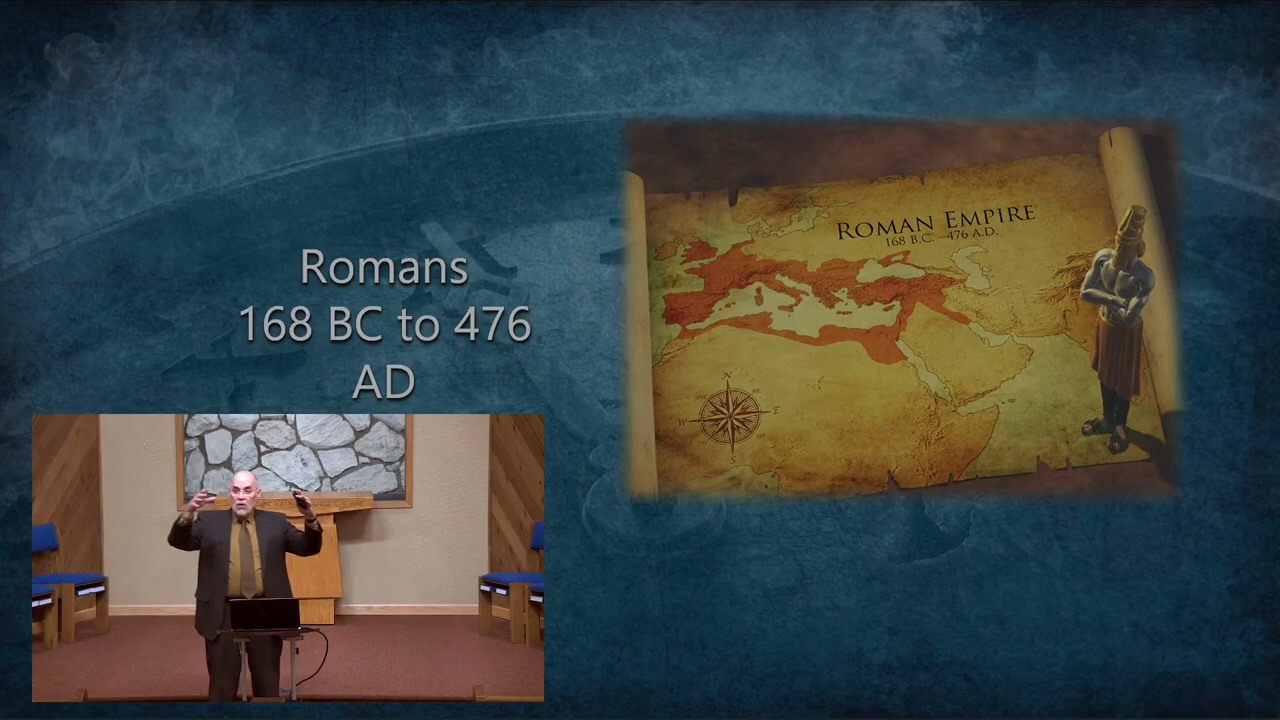 Romans
168 BC to 476
AD
ROMAN EMPIRE
168 B.C. - 476 A.D.
N
W
E